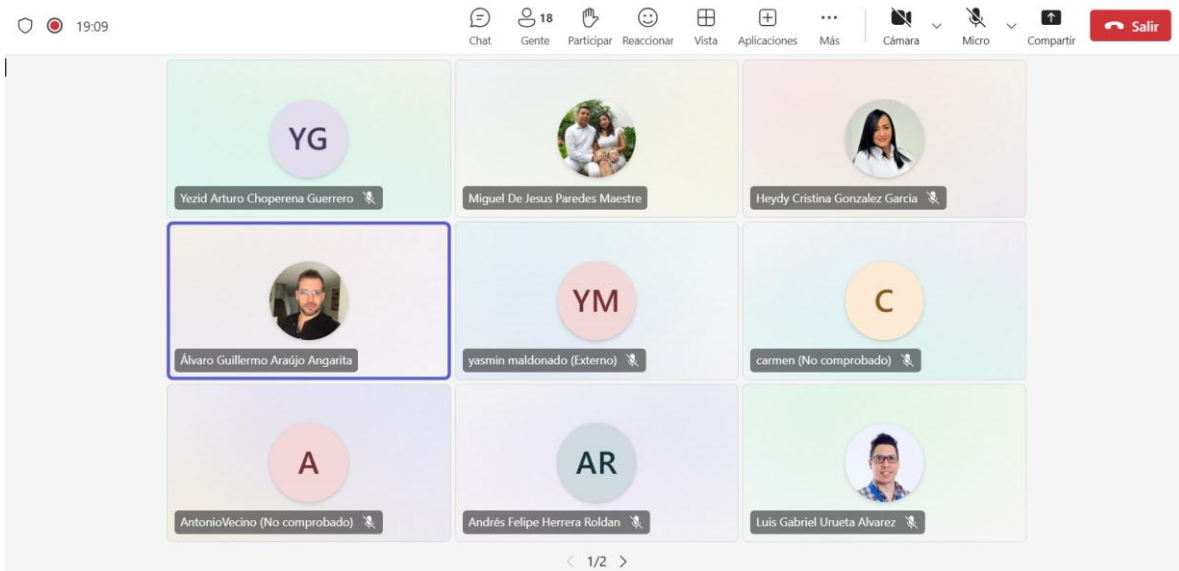 19:09
18
Chat Gente Participar Reaccionar Vista Aplicaciones Más Cámara Micro Compartir Salir
YG
Yezid Arturo Choperena Guerrero
Miguel De Jesus Paredes Maestre
Heydy Cristina Gonzalez Garcia
Álvaro Guillermo Araújo Angarita
YM
yasmin maldonado (Externo)
C
carmen (No comprobado)
A
AntonioVecino (No comprobado)
AR
Andrés Felipe Herrera Roldan
Luis Gabriel Urueta Alvarez
1/2